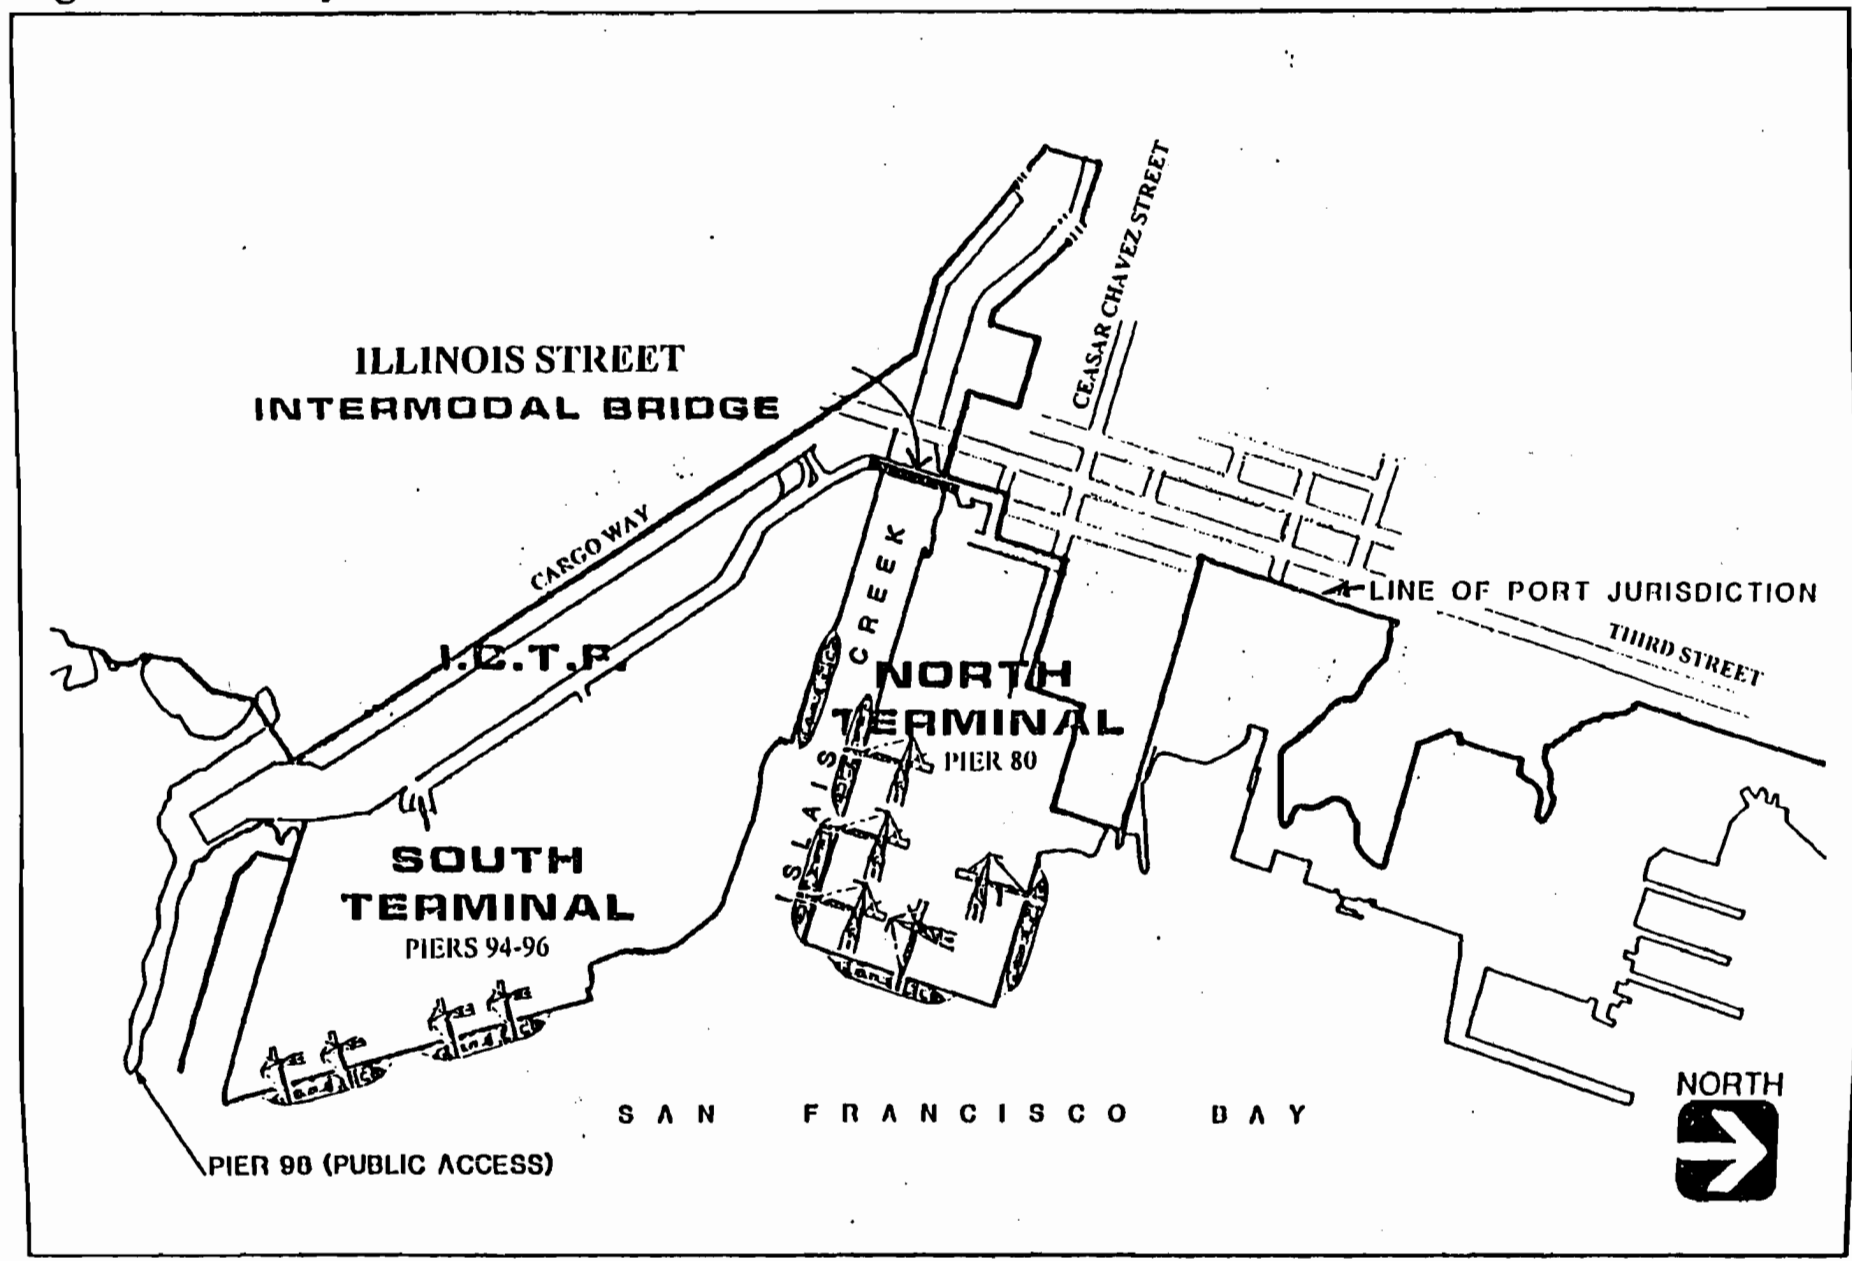 CEASAR CHAVEZ STREET
ILLINOIS STREET
INTERMODAL BRIDGE
CARGO WAY
LINE OF PORT JURISDICTION
THIRD STREET
I.C.T.F.
ISLAIS CREEK
NORTH
TERMINAL
PIER 80
SOUTH
TERMINAL
PIERS 94-96
SAN FRANCISCO BAY
PIER 98 (PUBLIC ACCESS)
NORTH